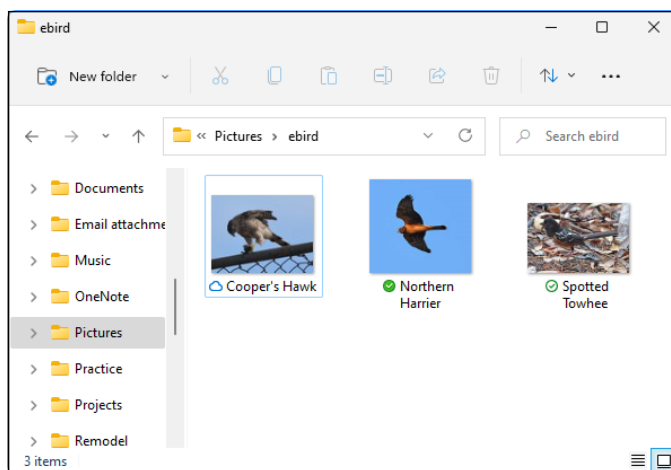 ebird
New folder
« Pictures > ebird
Search ebird
Documents
Email attachme
Music
OneNote
Pictures
Practice
Projects
Remodel
Cooper's Hawk
Northern
Harrier
Spotted
Towhee
3 items